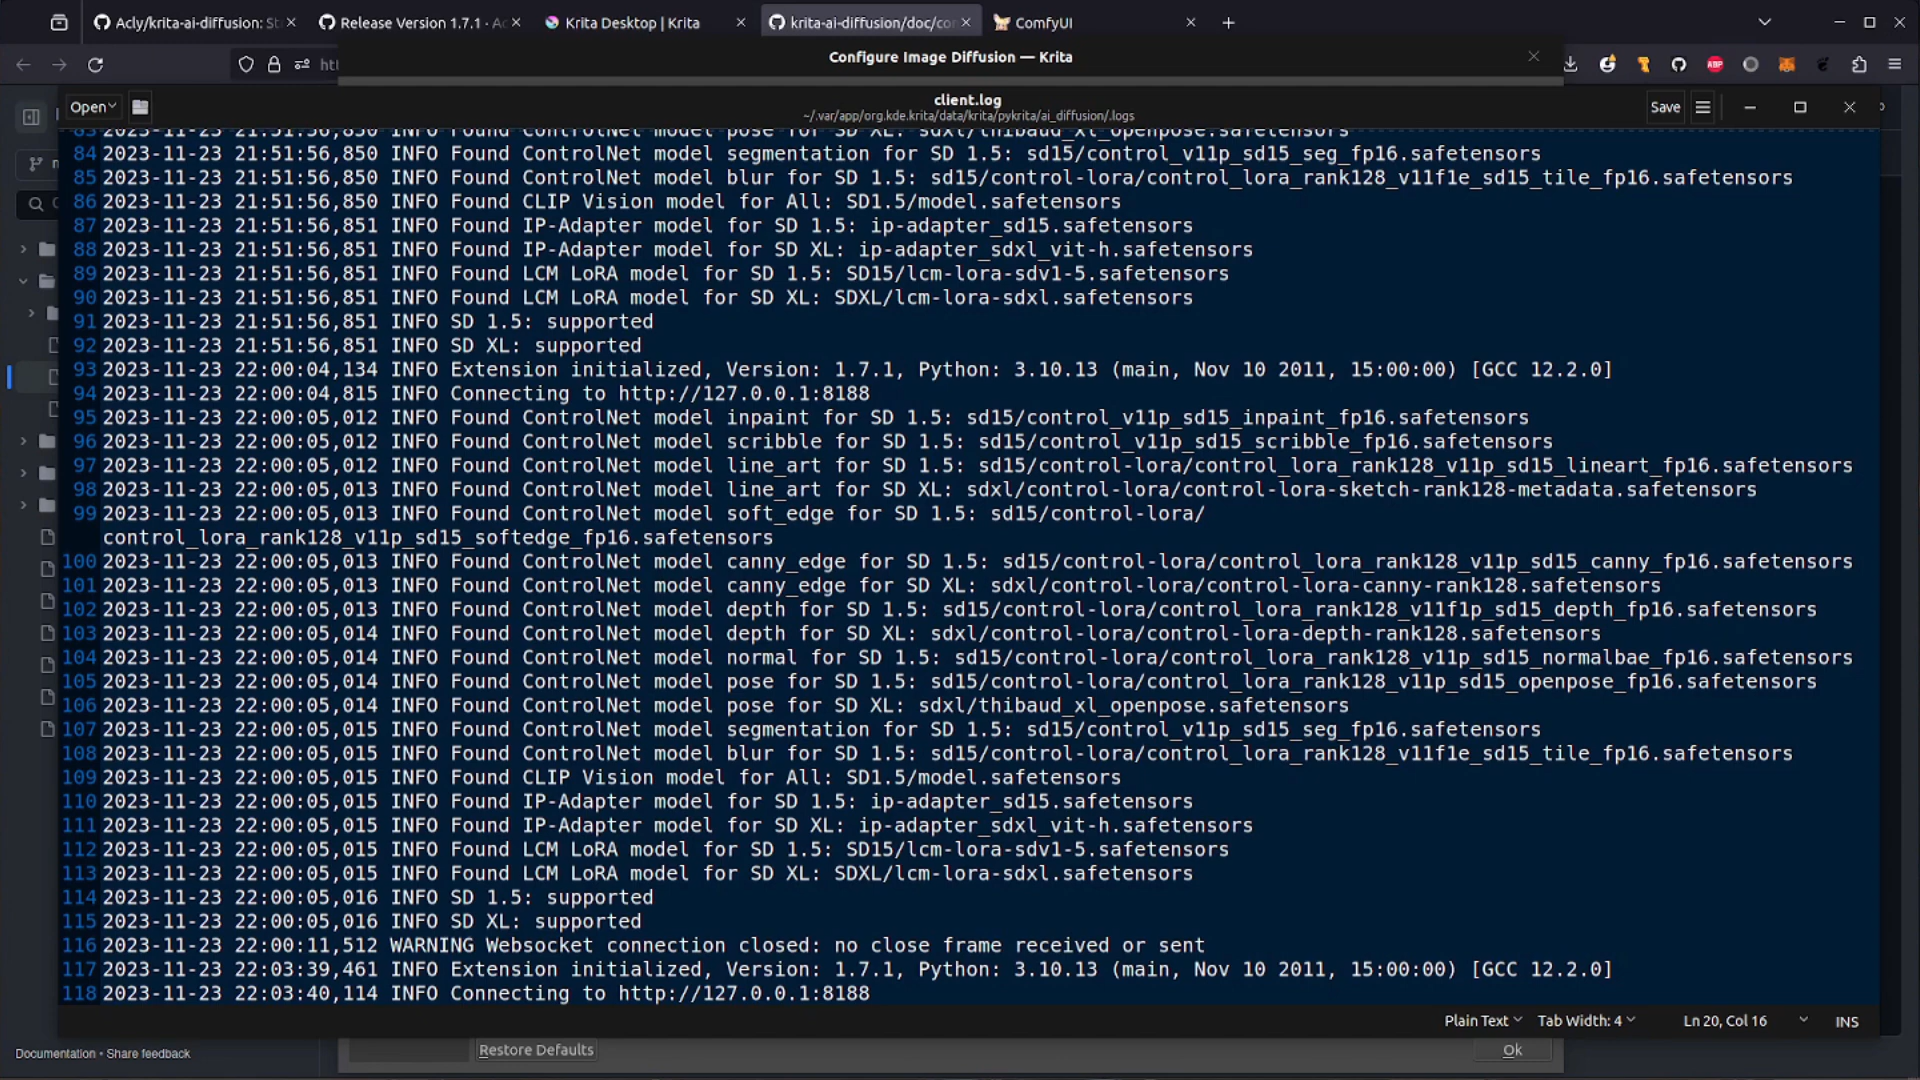 Acly/krita-ai-diffusion: St
Release Version 1.7.1 · Ac
Krita Desktop | Krita
krita-ai-diffusion/doc/co
ComfyUI
htt
Configure Image Diffusion — Krita
ABP
Open
client.log
~/.var/app/org.kde.krita/data/krita/pykrita/ai_diffusion/.logs
Save
83 2023-11-23 21:51:56,850 INFO Found ControlNet model pose for SD XL: sdxl/thibaud_xl_openpose.safetensors
84 2023-11-23 21:51:56,850 INFO Found ControlNet model segmentation for SD 1.5: sd15/control_v11p_sd15_seg_fp16.safetensors
85 2023-11-23 21:51:56,850 INFO Found ControlNet model blur for SD 1.5: sd15/control-lora/control_lora_rank128_v11f1e_sd15_tile_fp16.safetensors
86 2023-11-23 21:51:56,850 INFO Found CLIP Vision model for All: SD1.5/model.safetensors
87 2023-11-23 21:51:56,851 INFO Found IP-Adapter model for SD 1.5: ip-adapter_sd15.safetensors
88 2023-11-23 21:51:56,851 INFO Found IP-Adapter model for SD XL: ip-adapter_sdxl_vit-h.safetensors
89 2023-11-23 21:51:56,851 INFO Found LCM LoRA model for SD 1.5: SD15/lcm-lora-sdv1-5.safetensors
90 2023-11-23 21:51:56,851 INFO Found LCM LoRA model for SD XL: SDXL/lcm-lora-sdxl.safetensors
91 2023-11-23 21:51:56,851 INFO SD 1.5: supported
92 2023-11-23 21:51:56,851 INFO SD XL: supported
93 2023-11-23 22:00:04,134 INFO Extension initialized, Version: 1.7.1, Python: 3.10.13 (main, Nov 10 2011, 15:00:00) [GCC 12.2.0]
94 2023-11-23 22:00:04,815 INFO Connecting to http://127.0.0.1:8188
95 2023-11-23 22:00:05,012 INFO Found ControlNet model inpaint for SD 1.5: sd15/control_v11p_sd15_inpaint_fp16.safetensors
96 2023-11-23 22:00:05,012 INFO Found ControlNet model scribble for SD 1.5: sd15/control_v11p_sd15_scribble_fp16.safetensors
97 2023-11-23 22:00:05,012 INFO Found ControlNet model line_art for SD 1.5: sd15/control-lora/control_lora_rank128_v11p_sd15_lineart_fp16.safetensors
98 2023-11-23 22:00:05,013 INFO Found ControlNet model line_art for SD XL: sdxl/control-lora/control-lora-sketch-rank128-metadata.safetensors
99 2023-11-23 22:00:05,013 INFO Found ControlNet model soft_edge for SD 1.5: sd15/control-lora/
control_lora_rank128_v11p_sd15_softedge_fp16.safetensors
100 2023-11-23 22:00:05,013 INFO Found ControlNet model canny_edge for SD 1.5: sd15/control-lora/control_lora_rank128_v11p_sd15_canny_fp16.safetensors
101 2023-11-23 22:00:05,013 INFO Found ControlNet model canny_edge for SD XL: sdxl/control-lora/control-lora-canny-rank128.safetensors
102 2023-11-23 22:00:05,013 INFO Found ControlNet model depth for SD 1.5: sd15/control-lora/control_lora_rank128_v11f1p_sd15_depth_fp16.safetensors
103 2023-11-23 22:00:05,014 INFO Found ControlNet model depth for SD XL: sdxl/control-lora/control-lora-depth-rank128.safetensors
104 2023-11-23 22:00:05,014 INFO Found ControlNet model normal for SD 1.5: sd15/control-lora/control_lora_rank128_v11p_sd15_normalbae_fp16.safetensors
105 2023-11-23 22:00:05,014 INFO Found ControlNet model pose for SD 1.5: sd15/control-lora/control_lora_rank128_v11p_sd15_openpose_fp16.safetensors
106 2023-11-23 22:00:05,014 INFO Found ControlNet model pose for SD XL: sdxl/thibaud_xl_openpose.safetensors
107 2023-11-23 22:00:05,015 INFO Found ControlNet model segmentation for SD 1.5: sd15/control_v11p_sd15_seg_fp16.safetensors
108 2023-11-23 22:00:05,015 INFO Found ControlNet model blur for SD 1.5: sd15/control-lora/control_lora_rank128_v11f1e_sd15_tile_fp16.safetensors
109 2023-11-23 22:00:05,015 INFO Found CLIP Vision model for All: SD1.5/model.safetensors
110 2023-11-23 22:00:05,015 INFO Found IP-Adapter model for SD 1.5: ip-adapter_sd15.safetensors
111 2023-11-23 22:00:05,015 INFO Found IP-Adapter model for SD XL: ip-adapter_sdxl_vit-h.safetensors
112 2023-11-23 22:00:05,015 INFO Found LCM LoRA model for SD 1.5: SD15/lcm-lora-sdv1-5.safetensors
113 2023-11-23 22:00:05,015 INFO Found LCM LoRA model for SD XL: SDXL/lcm-lora-sdxl.safetensors
114 2023-11-23 22:00:05,016 INFO SD 1.5: supported
115 2023-11-23 22:00:05,016 INFO SD XL: supported
116 2023-11-23 22:00:11,512 WARNING Websocket connection closed: no close frame received or sent
117 2023-11-23 22:03:39,461 INFO Extension initialized, Version: 1.7.1, Python: 3.10.13 (main, Nov 10 2011, 15:00:00) [GCC 12.2.0]
118 2023-11-23 22:03:40,114 INFO Connecting to http://127.0.0.1:8188
Plain Text
Tab Width: 4
Ln 20, Col 16
INS
Documentation • Share feedback
Restore Defaults
Ok